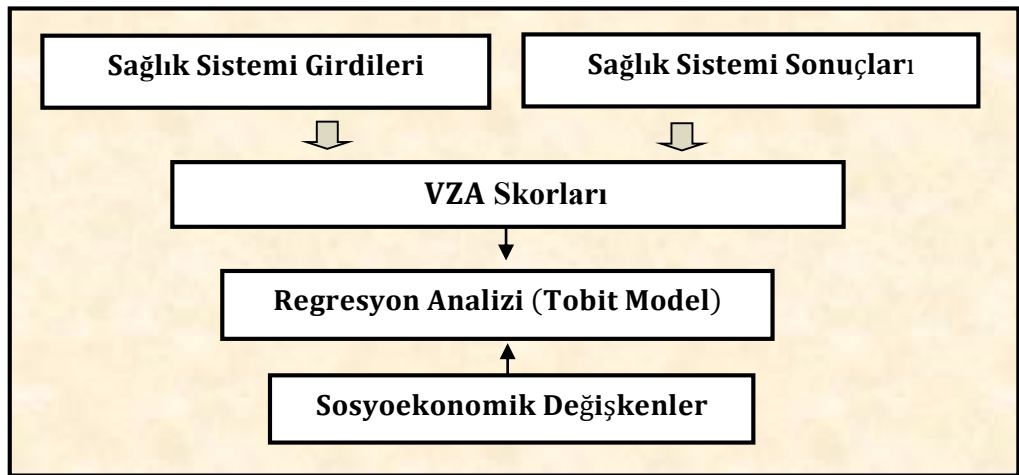 Sağlık Sistemi Girdileri
Sağlık Sistemi Sonuçları
VZA Skorları
Regresyon Analizi (Tobit Model)
Sosyoekonomik Değişkenler